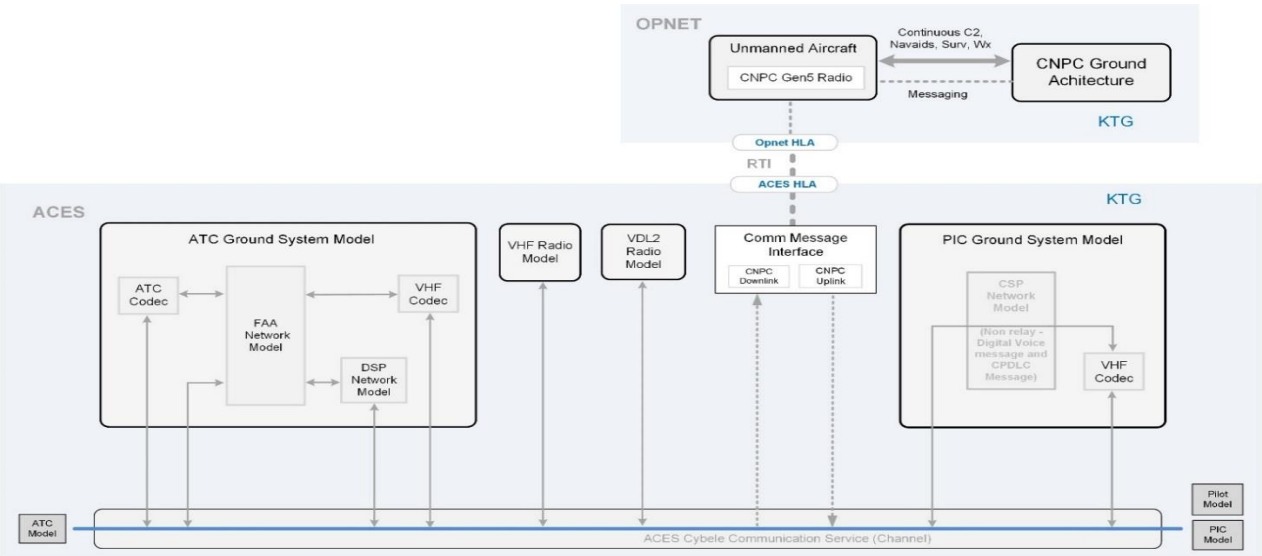 OPNET
Unmanned Aircraft
CNPC Gen5 Radio
Continuous C2,
Navaids, Surv, Wx
Messaging
CNPC Ground
Achitecture
KTG
Opnet HLA
RTI
ACES HLA
KTG
ACES
ATC Ground System Model
ATC
Codec
FAA
Network
Model
VHF
Codec
DSP
Network
Model
VHF Radio
Model
VDL2
Radio
Model
Comm Message
Interface
CNPC
Downlink
CNPC
Uplink
PIC Ground System Model
CSP
Network
Model
(Non relay -
Digital Voice
message and
CPDLC
Message)
VHF
Codec
ATC
Model
ACES Cybele Communication Service (Channel)
Pilot
Model
PIC
Model